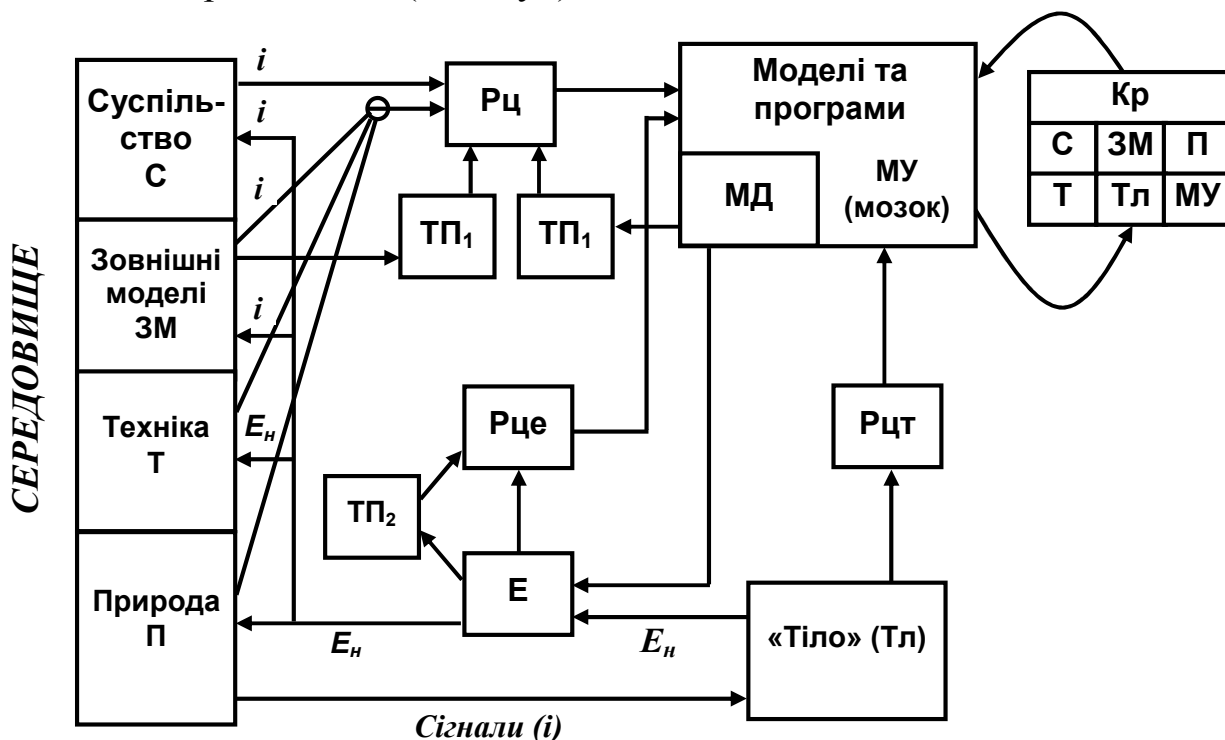 СЕРЕДОВИЩЕ
Суспіль-
ство
С
Зовнішні
моделі
ЗМ
Техніка
Т
Природа
П
i
i
i
i
Eн
Eн
Eн
Сігнали (i)
Рц
ТП₁
ТП₁
Моделі та
програми
МД
МУ
(мозок)
Кр
С ЗМ П
Т Тл МУ
Рце
ТП₂
Е
Рцт
«Тіло» (Тл)